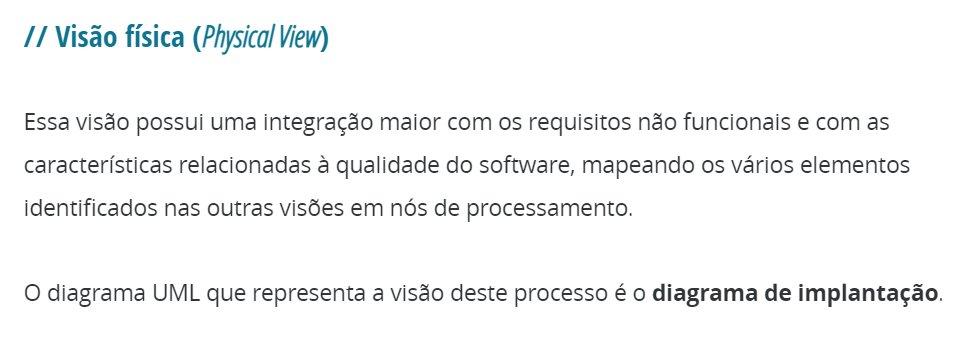 // Visão física (Physical View)
Essa visão possui uma integração maior com os requisitos não funcionais e com as
características relacionadas à qualidade do software, mapeando os vários elementos
identificados nas outras visões em nós de processamento.
O diagrama UML que representa a visão deste processo é o diagrama de implantação.